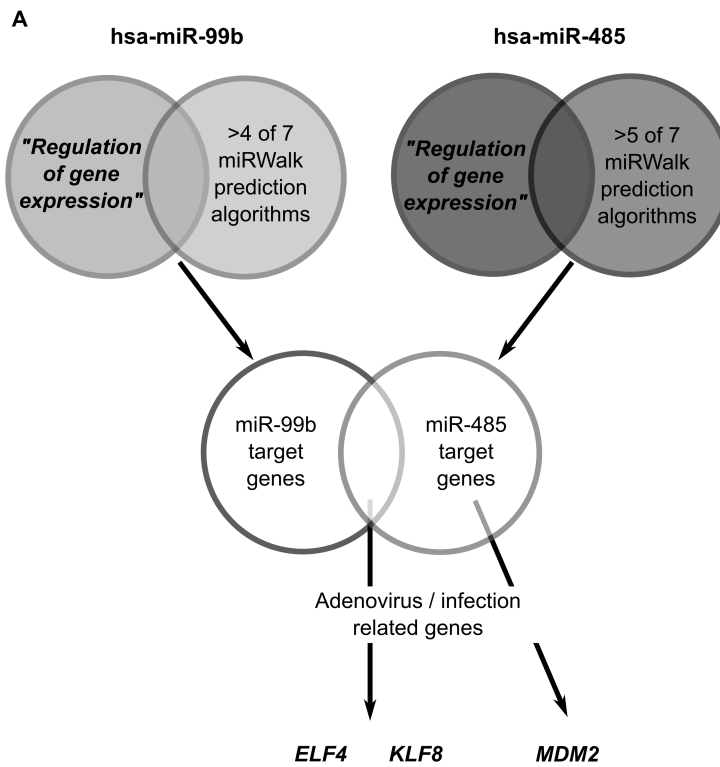 A
hsa-miR-99b
hsa-miR-485
"Regulation
of gene
expression"
>4 of 7
miRWalk
prediction
algorithms
"Regulation
of gene
expression"
>5 of 7
miRWalk
prediction
algorithms
miR-99b
target
genes
miR-485
target
genes
Adenovirus / infection
related genes
ELF4 KLF8 MDM2